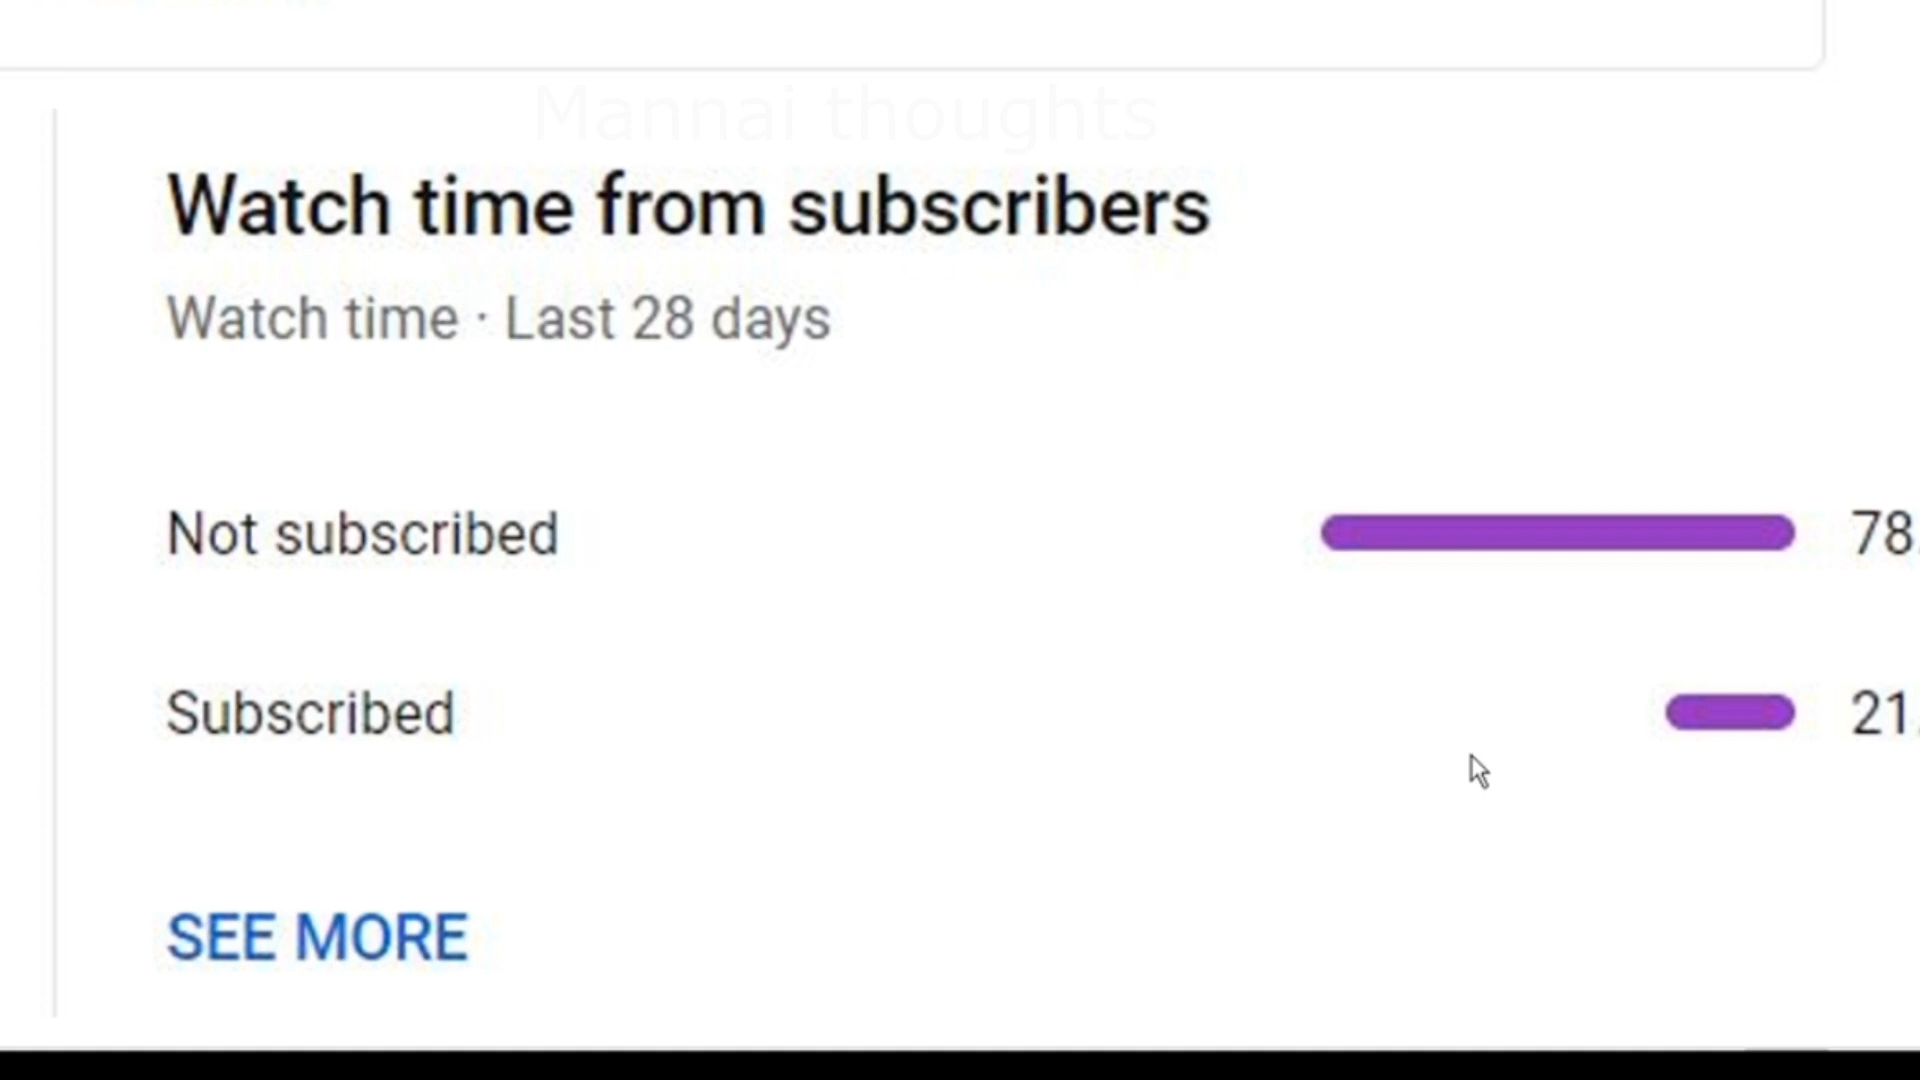 Mannai thoughts
Watch time from subscribers
Watch time · Last 28 days
Not subscribed 78.
Subscribed 21.
SEE MORE